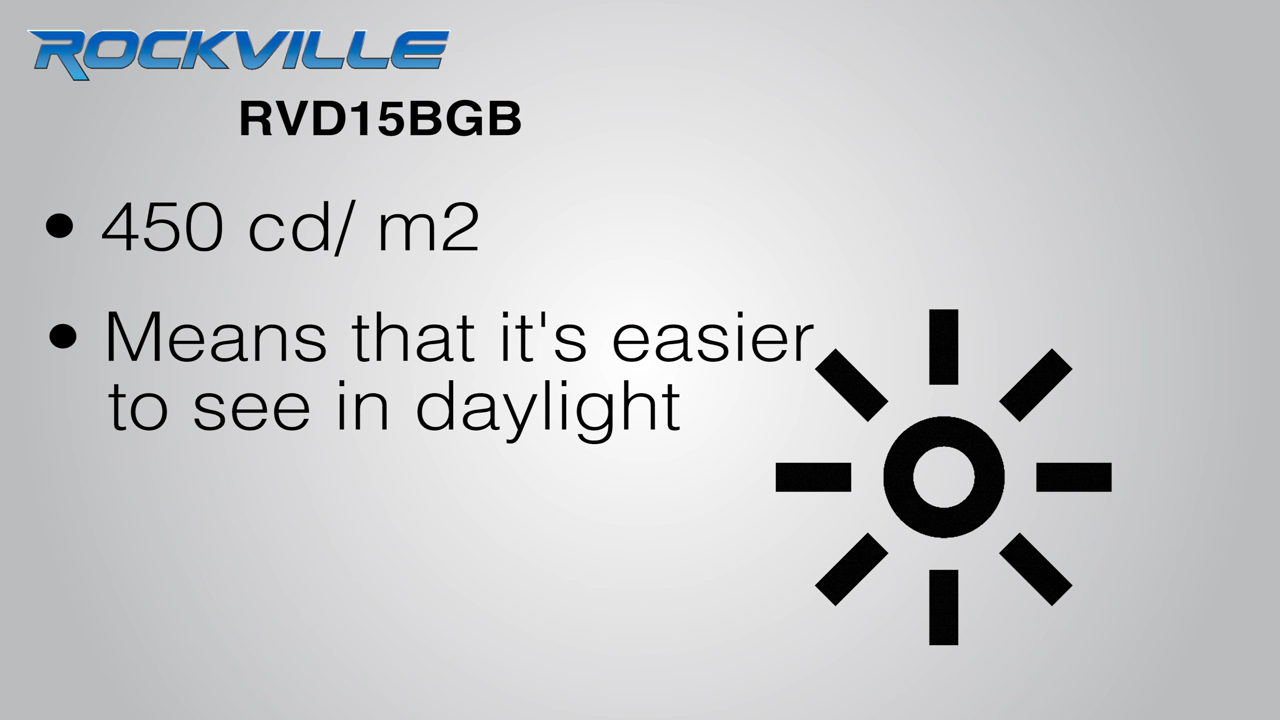 ROCKVILLE
RVD15BGB
• 450 cd/ m2
• Means that it's easier
to see in daylight